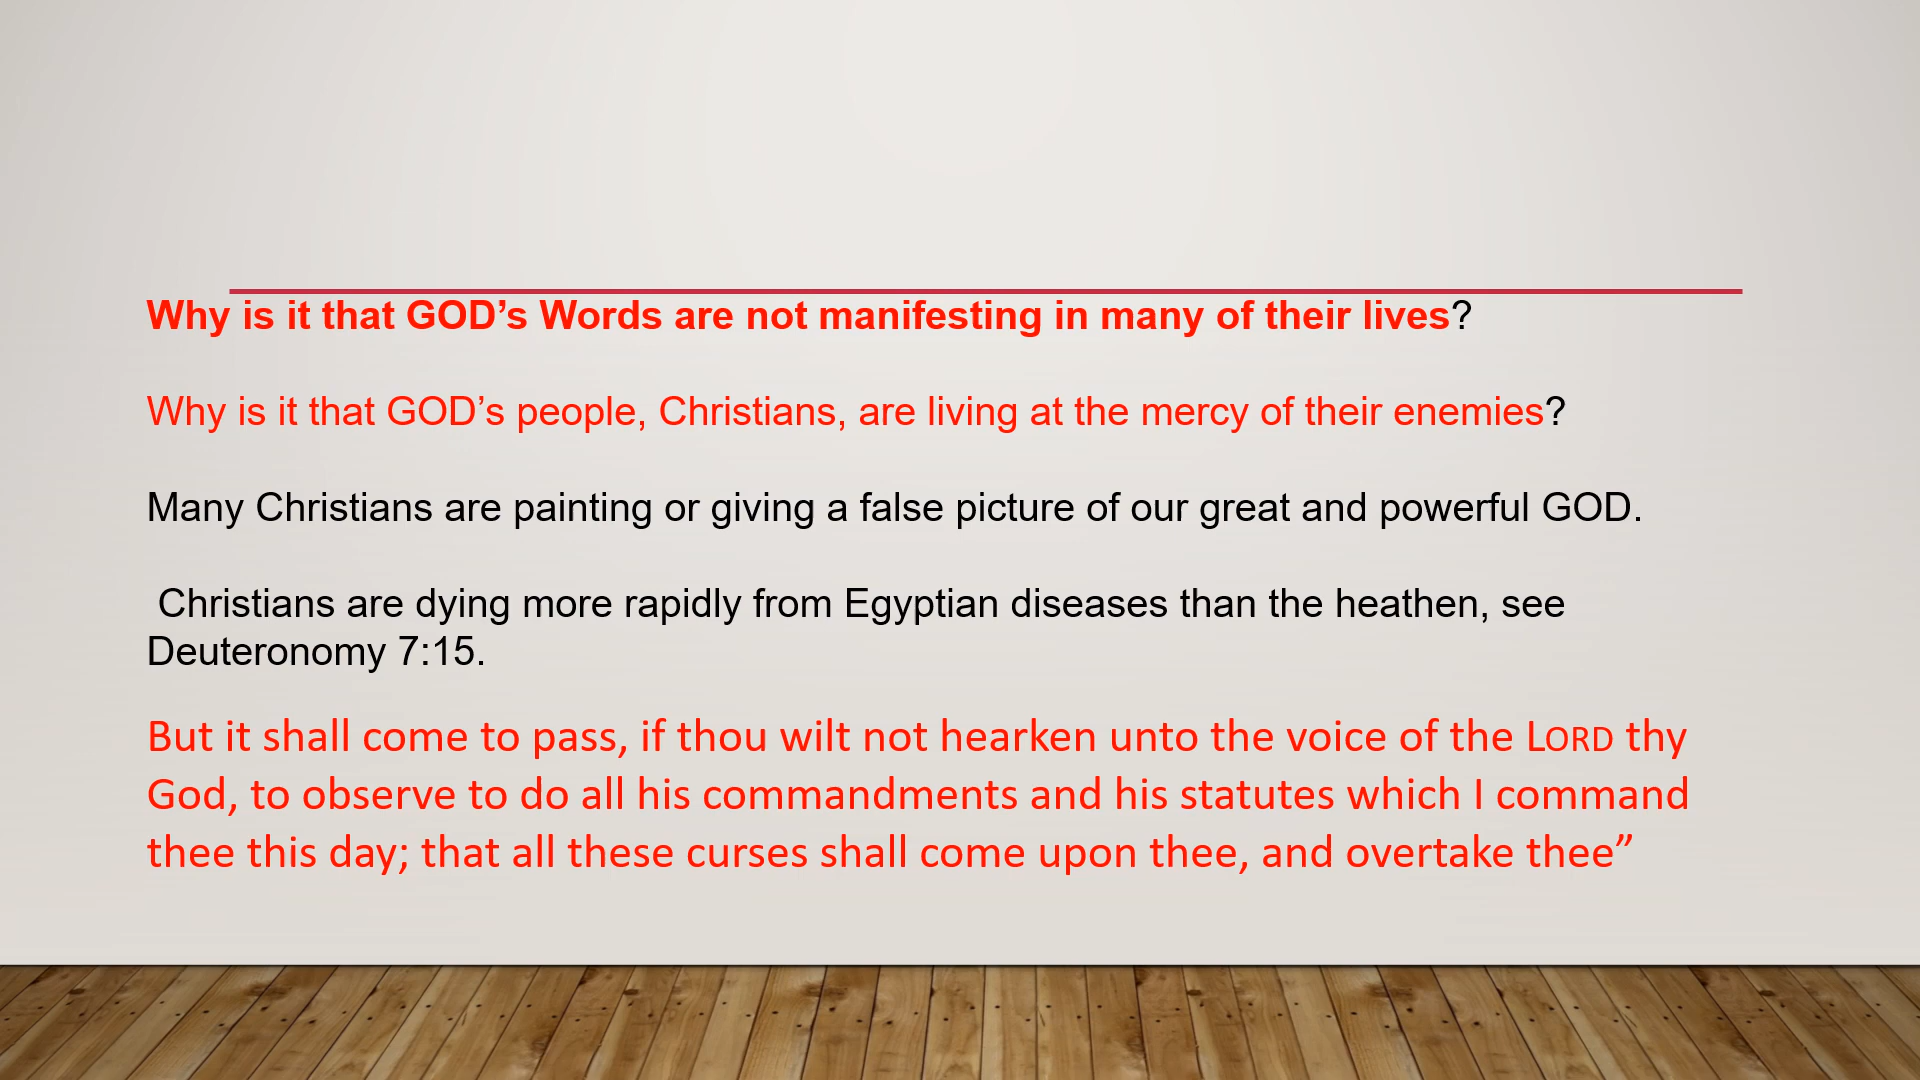 Why is it that GOD’s Words are not manifesting in many of their lives?
Why is it that GOD’s people, Christians, are living at the mercy of their enemies?
Many Christians are painting or giving a false picture of our great and powerful GOD.
Christians are dying more rapidly from Egyptian diseases than the heathen, see
Deuteronomy 7:15.
But it shall come to pass, if thou wilt not hearken unto the voice of the LORD thy
God, to observe to do all his commandments and his statutes which I command
thee this day; that all these curses shall come upon thee, and overtake thee”